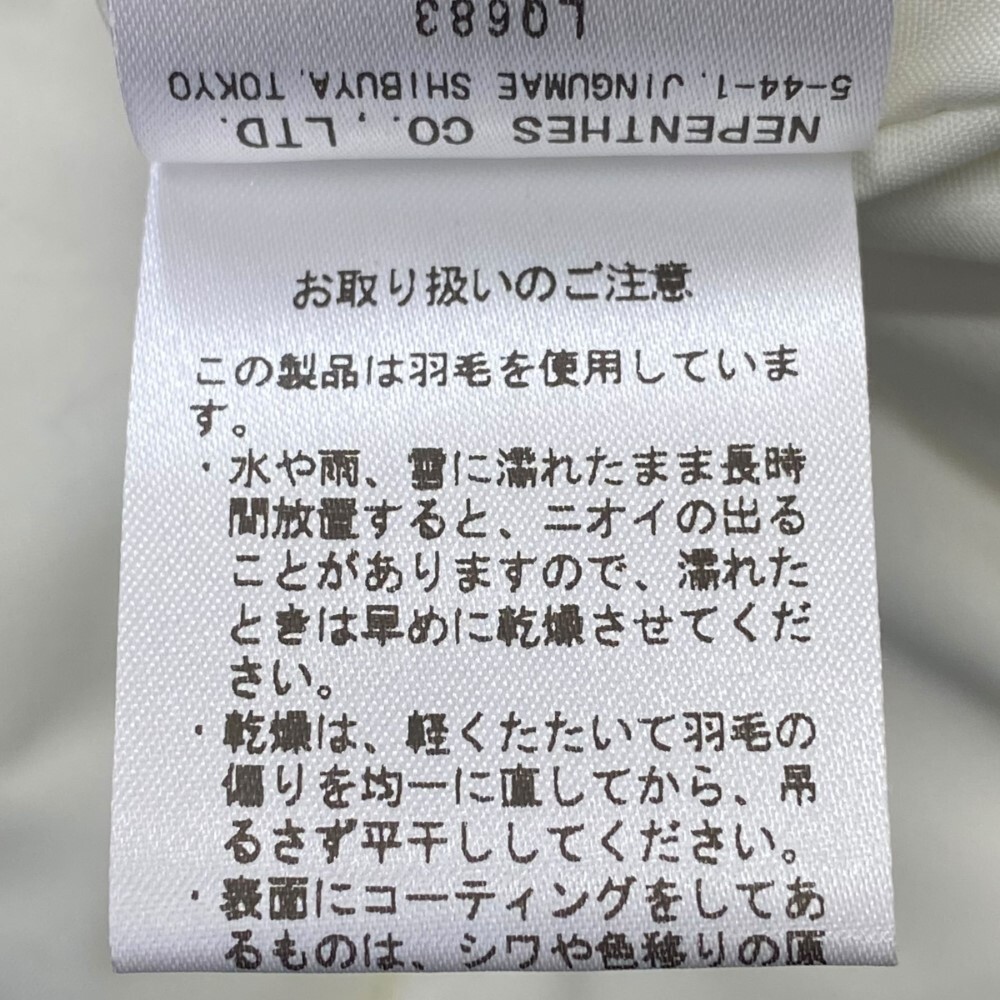 LQ683
5-44-1, JINGUMAE SHIBUYA, TOKYO
NEPENTHES CO., LTD.
お取り扱いのご注意
この製品は羽毛を使用していま
す。
・水や雨、雪に濡れたまま長時
間放置すると、ニオイの出る
ことがありますので、濡れた
ときは早めに乾燥させてくだ
さい。
・乾燥は、軽くたたいて羽毛の
偏りを均一に直してから、吊
るさず平干ししてください。
・表面にコーティングをしてあ
るものは、シワや色移りの原